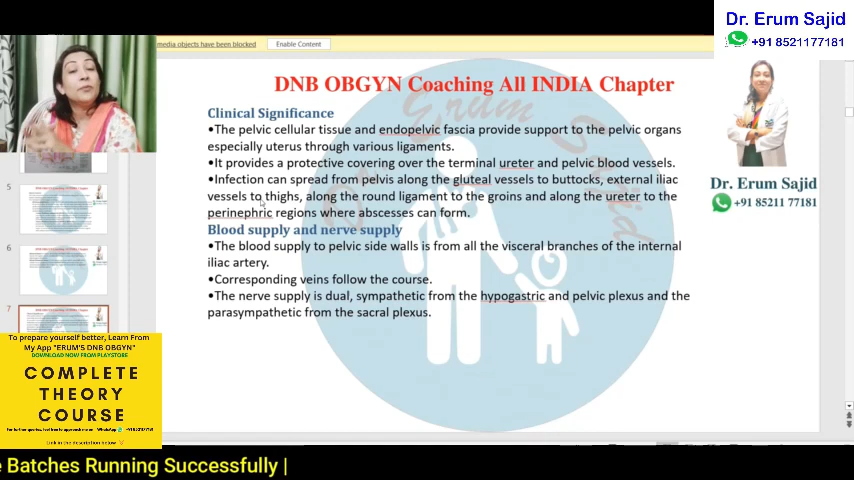 Dr. Erum Sajid
+91 8521177181
media objects have been blocked
Enable Content
DNB OBGYN Coaching All INDIA Chapter
Clinical Significance
•The pelvic cellular tissue and endopelvic fascia provide support to the pelvic organs
especially uterus through various ligaments.
•It provides a protective covering over the terminal ureter and pelvic blood vessels.
•Infection can spread from pelvis along the gluteal vessels to buttocks, external iliac
vessels to thighs, along the round ligament to the groins and along the ureter to the
perinephric regions where abscesses can form.
Blood supply and nerve supply
•The blood supply to pelvic side walls is from all the visceral branches of the internal
iliac artery.
•Corresponding veins follow the course.
•The nerve supply is dual, sympathetic from the hypogastric and pelvic plexus and the
parasympathetic from the sacral plexus.
Dr. Erum Sajid
+91 85211 77181
5
6
7
To prepare yourself better, Learn From
My App "ERUM'S DNB OBGYN"
DOWNLOAD NOW FROM PLAYSTORE
COMPLETE
THEORY
COURSE
Link in the description below
e Batches Running Successfully |